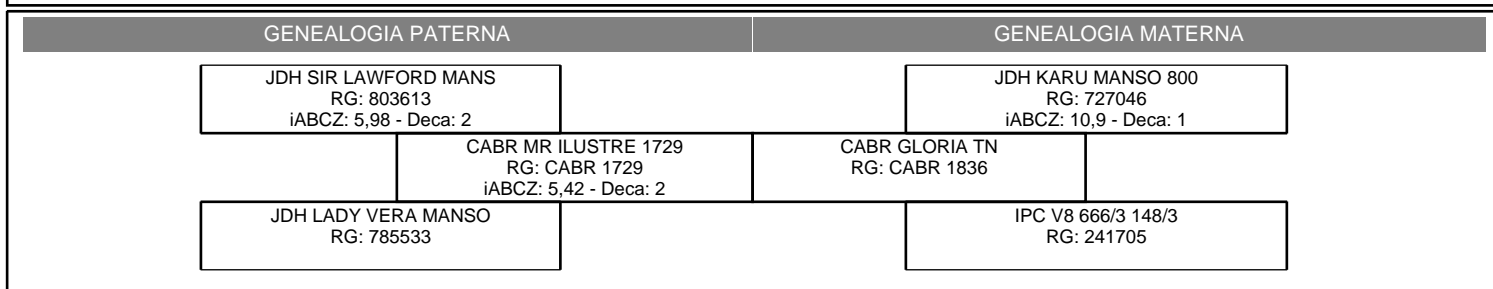 GENEALOGIA PATERNA
GENEALOGIA MATERNA
JDH SIR LAWFORD MANS
RG: 803613
iABCZ: 5,98 - Deca: 2
JDH KARU MANSO 800
RG: 727046
iABCZ: 10,9 - Deca: 1
CABR MR ILUSTRE 1729
RG: CABR 1729
iABCZ: 5,42 - Deca: 2
CABR GLORIA TN
RG: CABR 1836
JDH LADY VERA MANSO
RG: 785533
IPC V8 666/3 148/3
RG: 241705